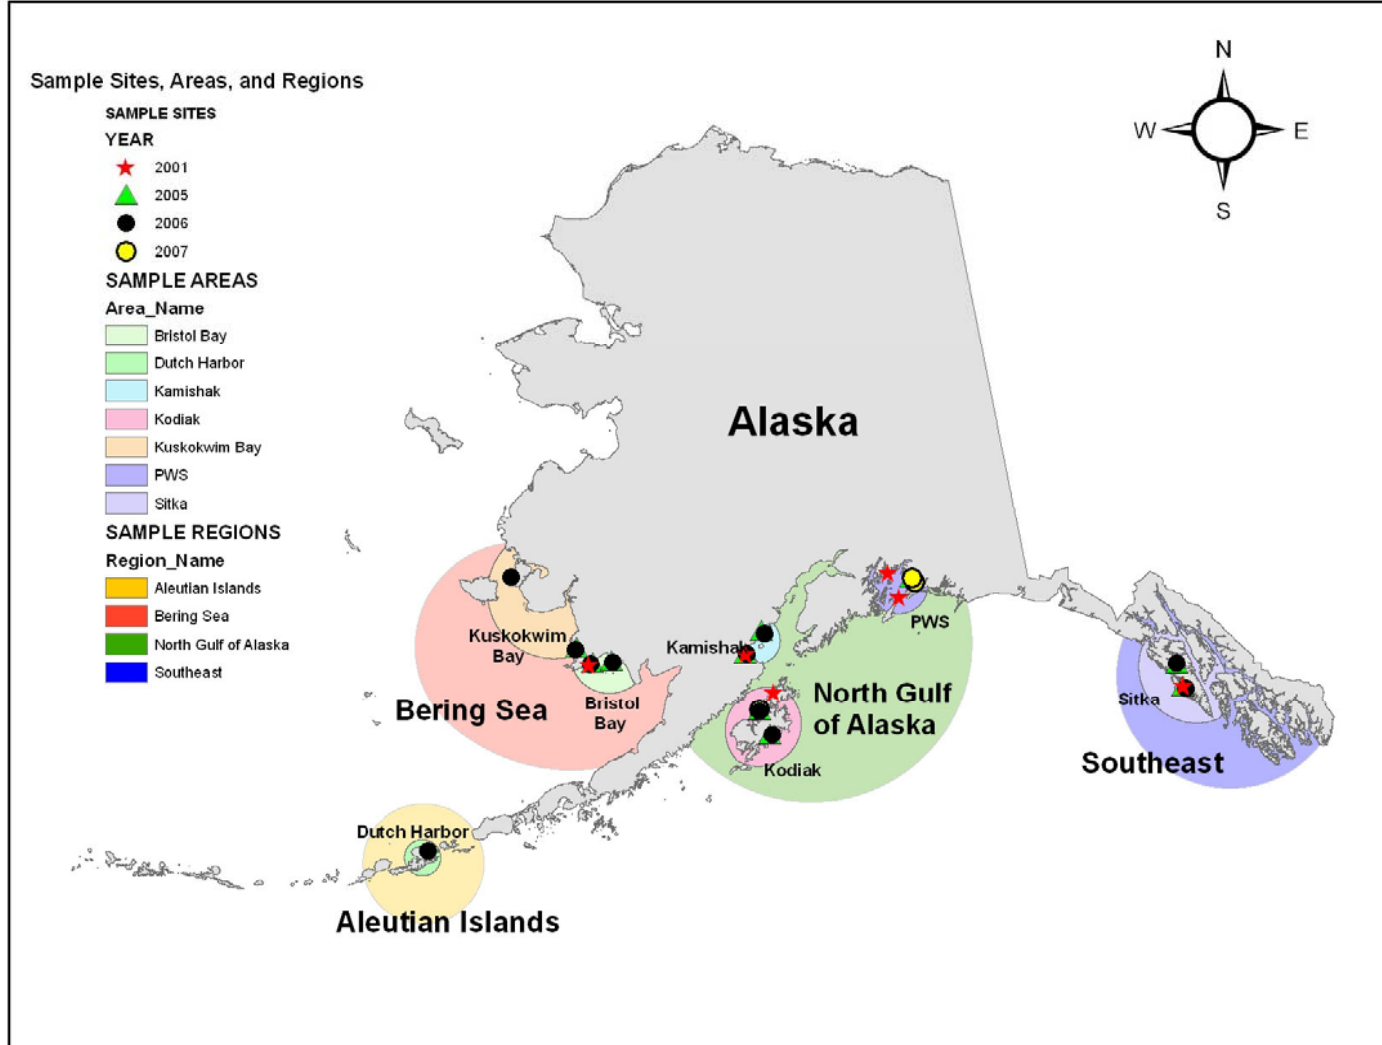 Sample Sites, Areas, and Regions
SAMPLE SITES
YEAR
2001
2005
2006
2007
SAMPLE AREAS
Area_Name
Bristol Bay
Dutch Harbor
Kamishak
Kodiak
Kuskokwim Bay
PWS
Sitka
SAMPLE REGIONS
Region_Name
Aleutian Islands
Bering Sea
North Gulf of Alaska
Southeast
N
W
E
S
Alaska
Kuskokwim
Bay
Bristol
Bay
Bering Sea
Kamishak
PWS
North Gulf
of Alaska
Kodiak
Sitka
Southeast
Dutch Harbor
Aleutian Islands